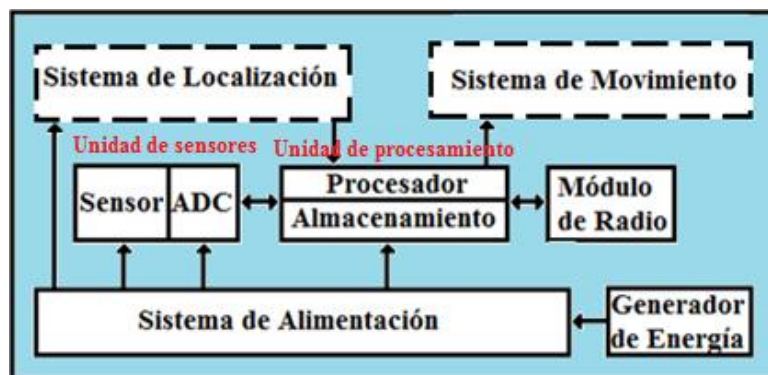 Sistema de Localización
Sistema de Movimiento
Unidad de sensores
Unidad de procesamiento
Sensor
ADC
Procesador
Almacenamiento
Módulo
de Radio
Sistema de Alimentación
Generador
de Energía